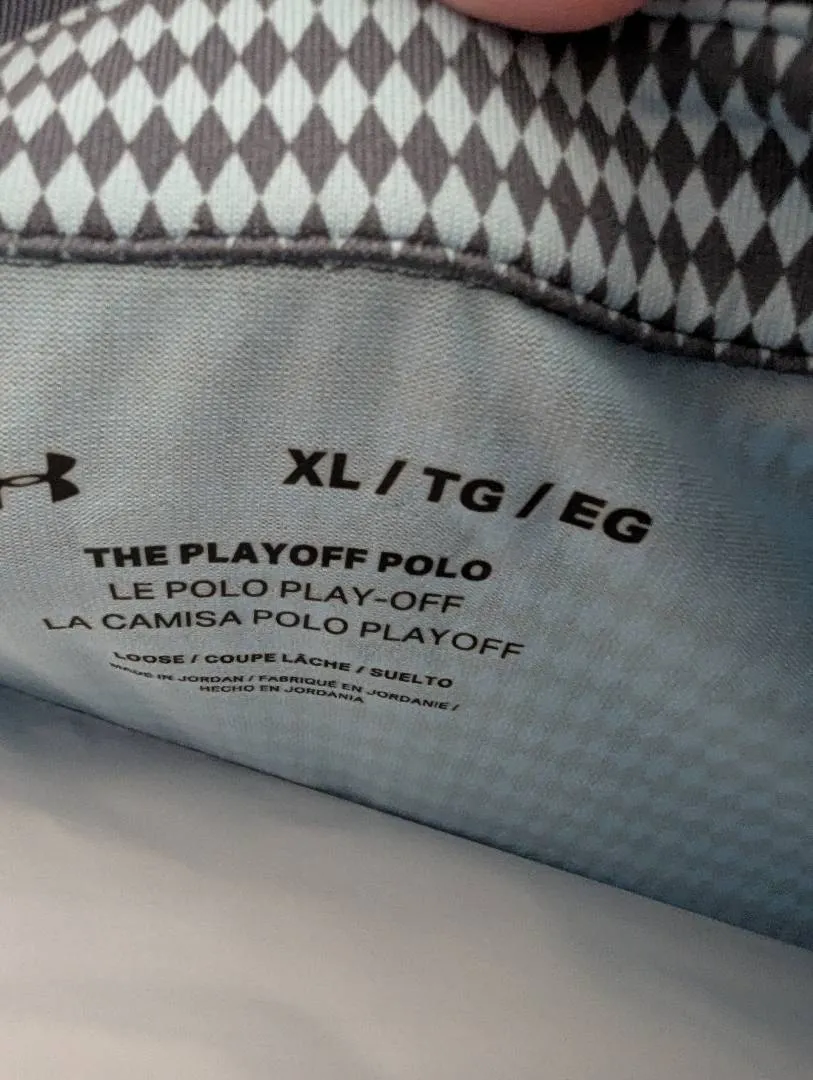 XL / TG / EG
THE PLAYOFF POLO
LE POLO PLAY-OFF
LA CAMISA POLO PLAYOFF
LOOSE / COUPE LÂCHE / SUELTO
MADE IN JORDAN / FABRIQUÉ EN JORDANIE /
HECHO EN JORDANIA